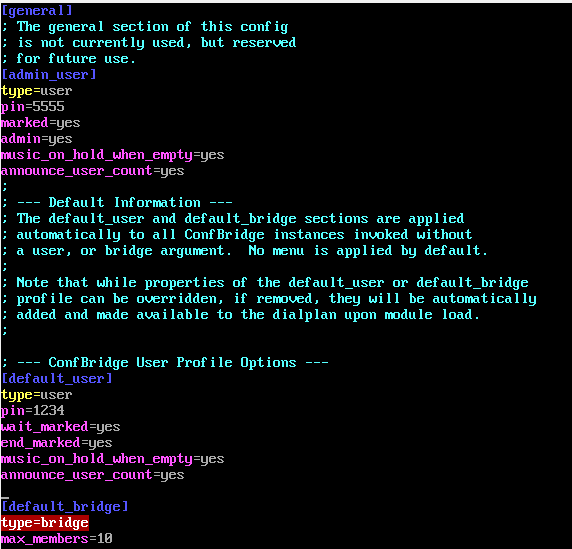 [general]
; The general section of this config
; is not currently used, but reserved
; for future use.
[admin_user]
type=user
pin=5555
marked=yes
admin=yes
music_on_hold_when_empty=yes
announce_user_count=yes
;
; --- Default Information ---
; The default_user and default_bridge sections are applied
; automatically to all ConfBridge instances invoked without
; a user, or bridge argument.  No menu is applied by default.
;
; Note that while properties of the default_user or default_bridge
; profile can be overridden, if removed, they will be automatically
; added and made available to the dialplan upon module load.
;
; --- ConfBridge User Profile Options ---
[default_user]
type=user
pin=1234
wait_marked=yes
end_marked=yes
music_on_hold_when_empty=yes
announce_user_count=yes
[default_bridge]
type=bridge
max_members=10